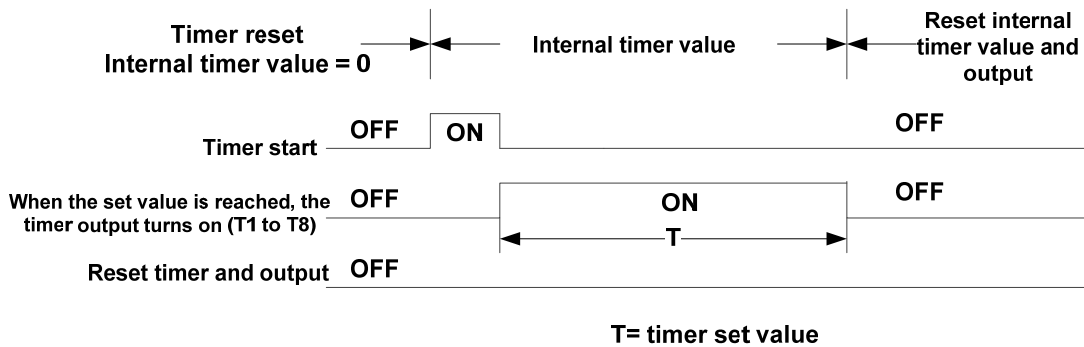 Timer reset
Internal timer value = 0
Internal timer value
Reset internal
timer value and
output
OFF
ON
OFF
Timer start
When the set value is reached, the
timer output turns on (T1 to T8)
OFF
ON
OFF
T
Reset timer and output
OFF
T= timer set value